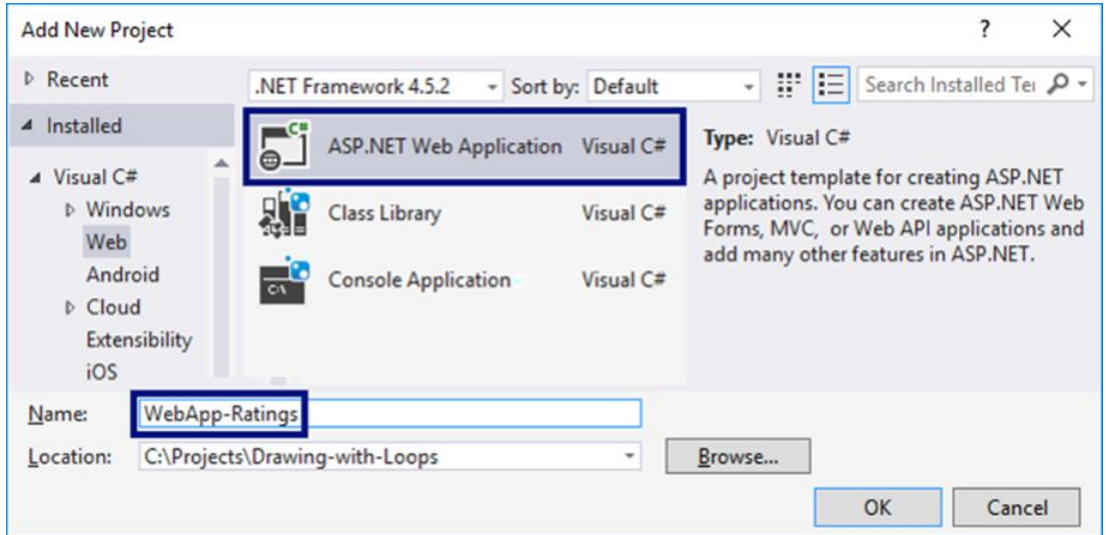 Add New Project
? X
Recent
.NET Framework 4.5.2 Sort by: Default Search Installed Ter
Installed
Visual C#
Windows
Web
Android
Cloud
Extensibility
iOS
C#
ASP.NET Web Application Visual C#
Class Library Visual C#
C:\
Console Application Visual C#
Type: Visual C#
A project template for creating ASP.NET
applications. You can create ASP.NET Web
Forms, MVC, or Web API applications and
add many other features in ASP.NET.
Name: WebApp-Ratings
Location: C:\Projects\Drawing-with-Loops Browse...
OK Cancel